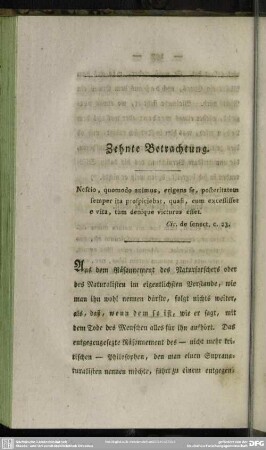 Zehnte Betrachtung.
Nescio, quomodo animus, erigens se, posteritatem
semper ita prospiciebat, quasi, cum excessisset
e vita, tum denique victurus esset.
Cic. de senect. c. 23.
Aus dem Räsonnement des Naturforschers oder
des Naturalisten im eigentlichsten Verstande, wie
man ihn wohl nennen dürfte, folgt nichts weiter,
als, daß, wenn dem so ist, wie er sagt, mit
dem Tode des Menschen alles für ihn aufhört. Das
entgegengesetzte Räsonnement des — nicht mehr kri-
tischen — Philosophen, den man einen Suprana-
turalisten nennen möchte, führt zu einem entgegen-